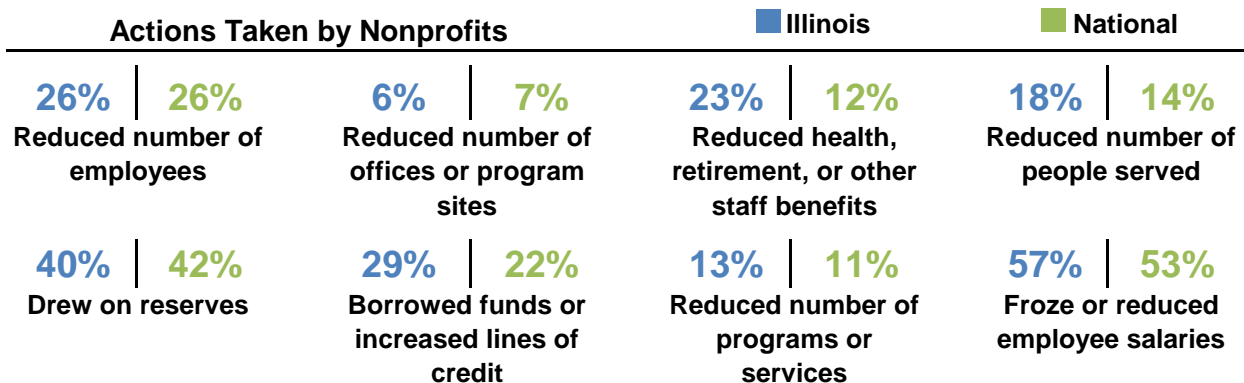 Actions Taken by Nonprofits
Illinois
National
26% 26%
Reduced number of
employees
6% 7%
Reduced number of
offices or program
sites
23% 12%
Reduced health,
retirement, or other
staff benefits
18% 14%
Reduced number of
people served
40% 42%
Drew on reserves
29% 22%
Borrowed funds or
increased lines of
credit
13% 11%
Reduced number of
programs or
services
57% 53%
Froze or reduced
employee salaries